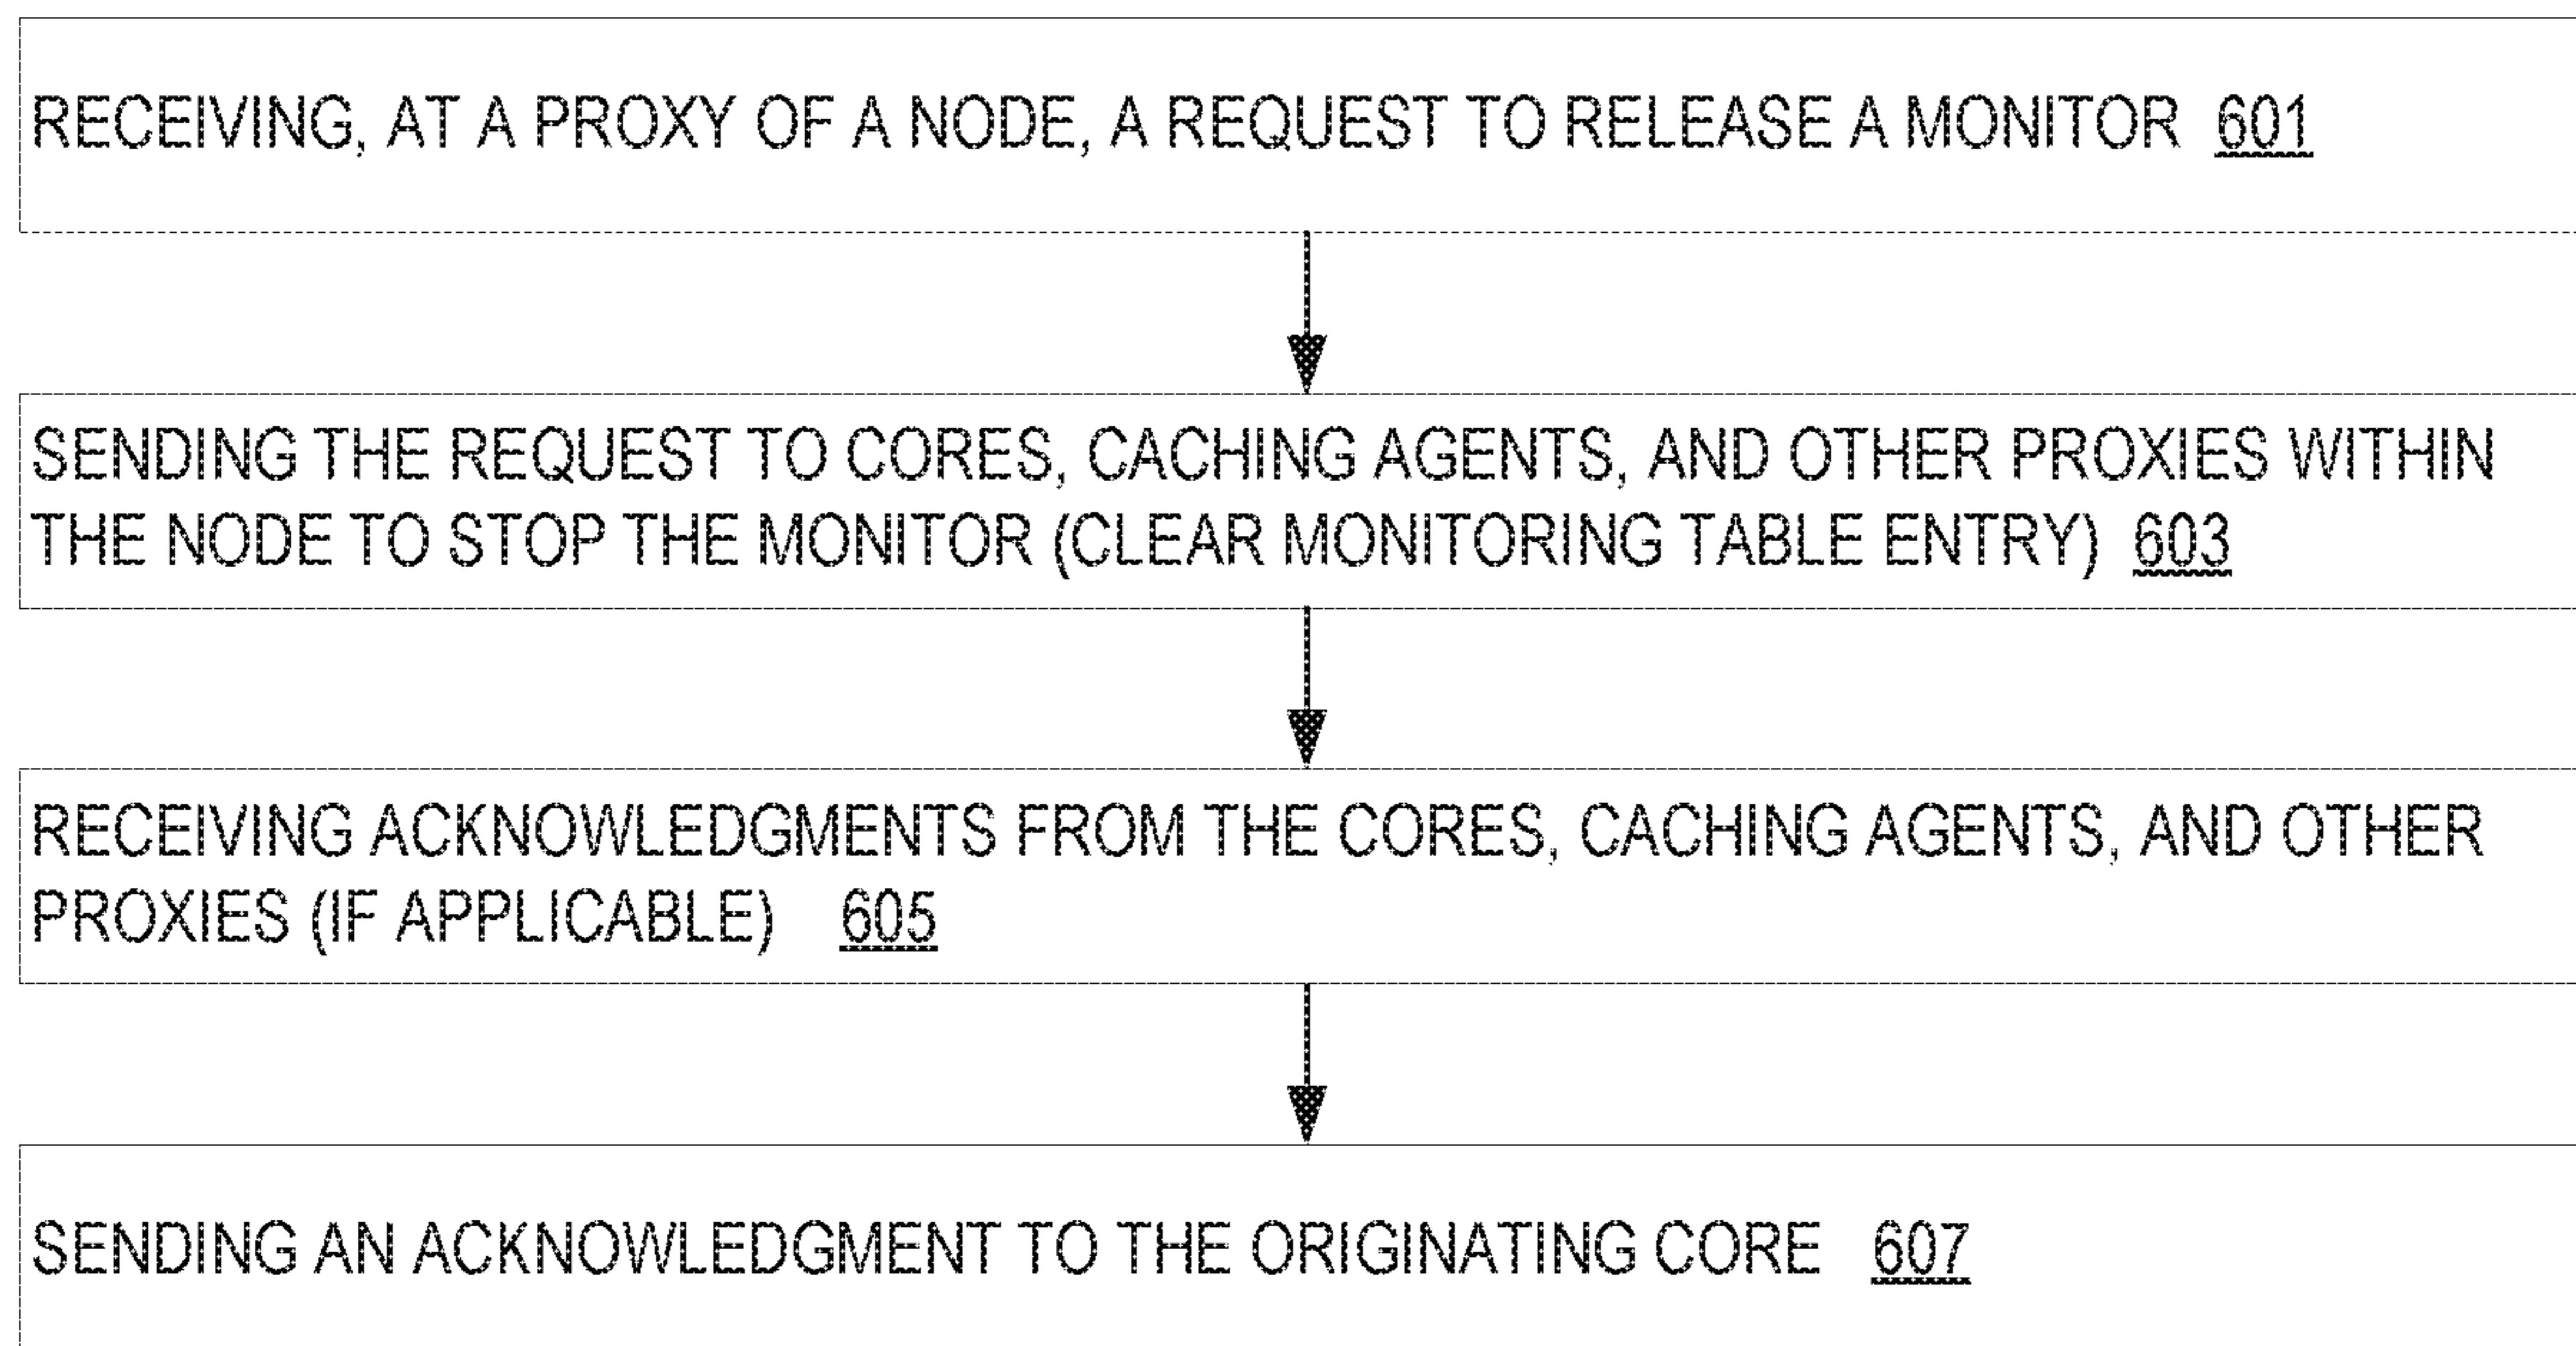 RECEIVING, AT A PROXY OF A NODE, A REQUEST TO RELEASE A MONITOR 601
SENDING THE REQUEST TO CORES, CACHING AGENTS, AND OTHER PROXIES WITHIN
THE NODE TO STOP THE MONITOR (CLEAR MONITORING TABLE ENTRY) 603
RECEIVING ACKNOWLEDGMENTS FROM THE CORES, CACHING AGENTS, AND OTHER
PROXIES (IF APPLICABLE) 605
SENDING AN ACKNOWLEDGMENT TO THE ORIGINATING CORE 607